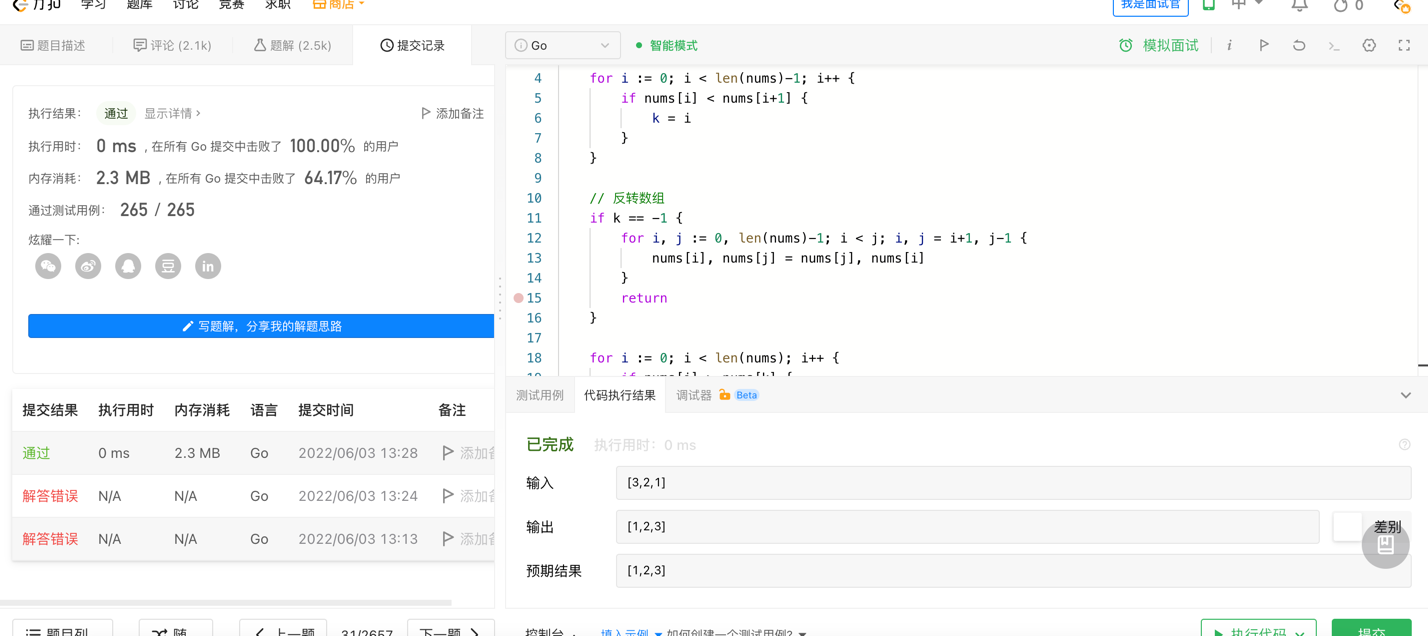 力扣 学习 题库 讨论 竞赛 求职 商店 我是面试官 中 0
题目描述 评论 (2.1k) 题解 (2.5k) 提交记录
执行结果： 通过 显示详情 > 添加备注
执行用时： 0 ms , 在所有 Go 提交中击败了 100.00% 的用户
内存消耗： 2.3 MB , 在所有 Go 提交中击败了 64.17% 的用户
通过测试用例： 265 / 265
炫耀一下:
豆 in
写题解，分享我的解题思路
提交结果 执行用时 内存消耗 语言 提交时间 备注
通过 0 ms 2.3 MB Go 2022/06/03 13:28 添加备
解答错误 N/A N/A Go 2022/06/03 13:24 添加备
解答错误 N/A N/A Go 2022/06/03 13:13 添加备
题目列 随 上一题 31/2657 下一题
Go 智能模式 模拟面试 i
4 for i := 0; i < len(nums)-1; i++ {
5 if nums[i] < nums[i+1] {
6 k = i
7 }
8 }
9
10 // 反转数组
11 if k == -1 {
12 for i, j := 0, len(nums)-1; i < j; i, j = i+1, j-1 {
13 nums[i], nums[j] = nums[j], nums[i]
14 }
15 return
16 }
17
18 for i := 0; i < len(nums); i++ {
测试用例 代码执行结果 调试器 Beta
已完成 执行用时：0 ms
输入 [3,2,1]
输出 [1,2,3] 差别
预期结果 [1,2,3]
控制台 填入示例 如何创建一个测试用例? 执行代码 提交